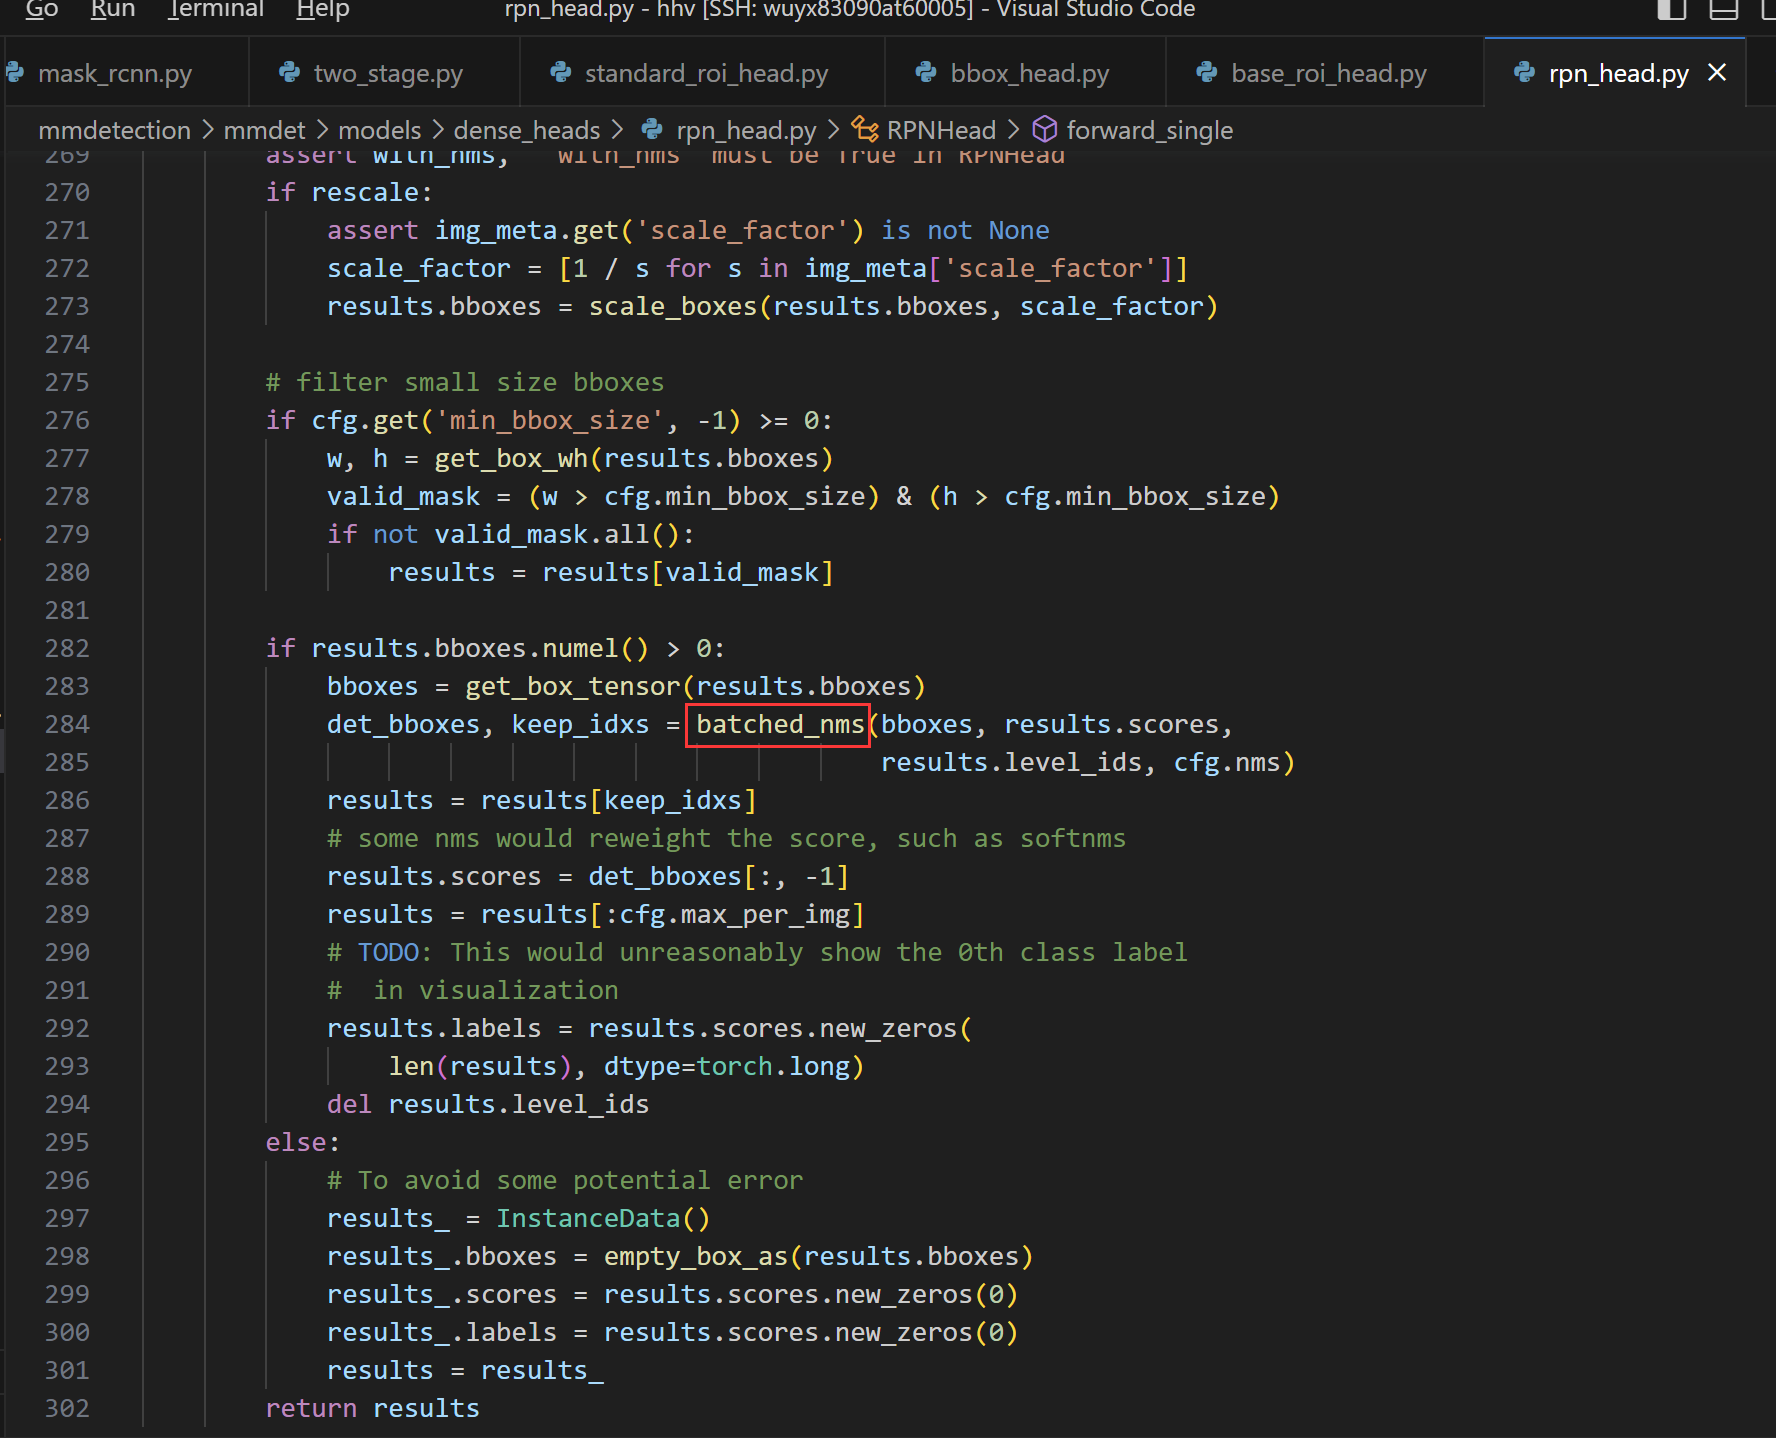 Go Run Terminal Help rpn_head.py - hhv [SSH: wuyx83090at60005] - Visual Studio Code
mask_rcnn.py two_stage.py standard_roi_head.py bbox_head.py base_roi_head.py rpn_head.py
mmdetection > mmdet > models > dense_heads > rpn_head.py > RPNHead > forward_single
269 assert with_nms, with_nms must be True in RPNHead
270 if rescale:
271 assert img_meta.get('scale_factor') is not None
272 scale_factor = [1 / s for s in img_meta['scale_factor']]
273 results.bboxes = scale_boxes(results.bboxes, scale_factor)
274
275 # filter small size bboxes
276 if cfg.get('min_bbox_size', -1) >= 0:
277 w, h = get_box_wh(results.bboxes)
278 valid_mask = (w > cfg.min_bbox_size) & (h > cfg.min_bbox_size)
279 if not valid_mask.all():
280 results = results[valid_mask]
281
282 if results.bboxes.numel() > 0:
283 bboxes = get_box_tensor(results.bboxes)
284 det_bboxes, keep_idxs = batched_nms(bboxes, results.scores,
285 results.level_ids, cfg.nms)
286 results = results[keep_idxs]
287 # some nms would reweight the score, such as softnms
288 results.scores = det_bboxes[:, -1]
289 results = results[:cfg.max_per_img]
290 # TODO: This would unreasonably show the 0th class label
291 #  in visualization
292 results.labels = results.scores.new_zeros(
293 len(results), dtype=torch.long)
294 del results.level_ids
295 else:
296 # To avoid some potential error
297 results_ = InstanceData()
298 results_.bboxes = empty_box_as(results.bboxes)
299 results_.scores = results.scores.new_zeros(0)
300 results_.labels = results.scores.new_zeros(0)
301 results = results_
302 return results